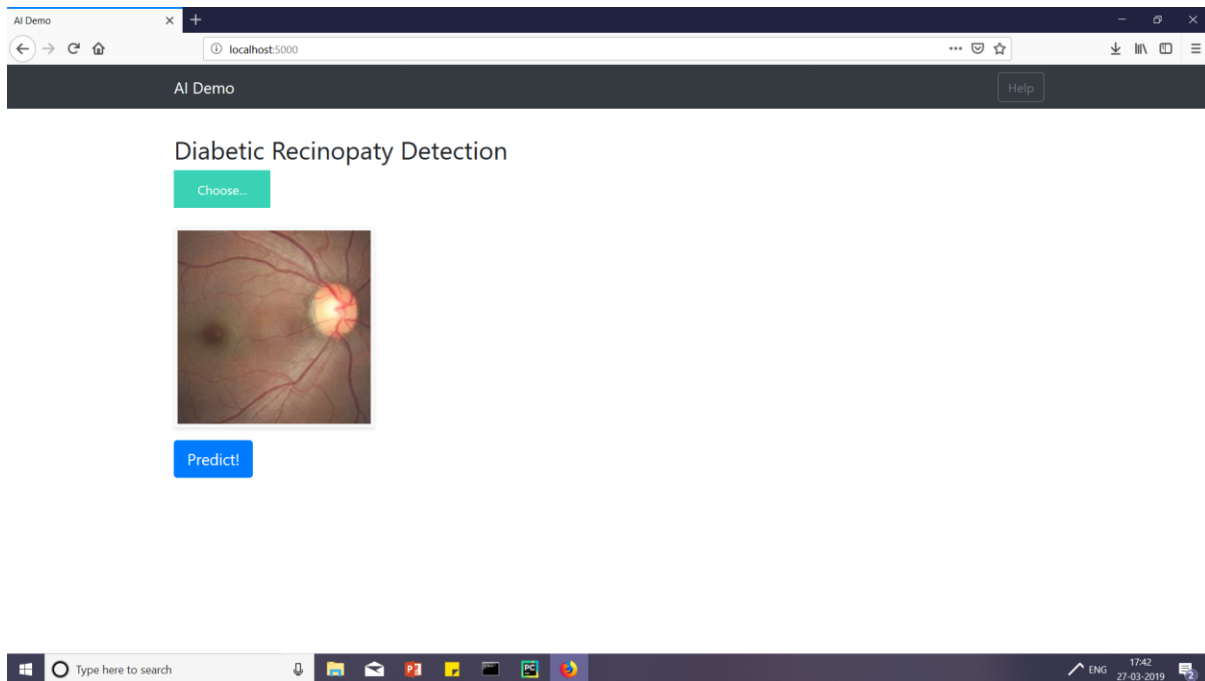 AI Demo
localhost:5000
AI Demo
Help
Diabetic Recinopaty Detection
Choose...
Predict!
Type here to search
ENG
17:42
27-03-2019
2